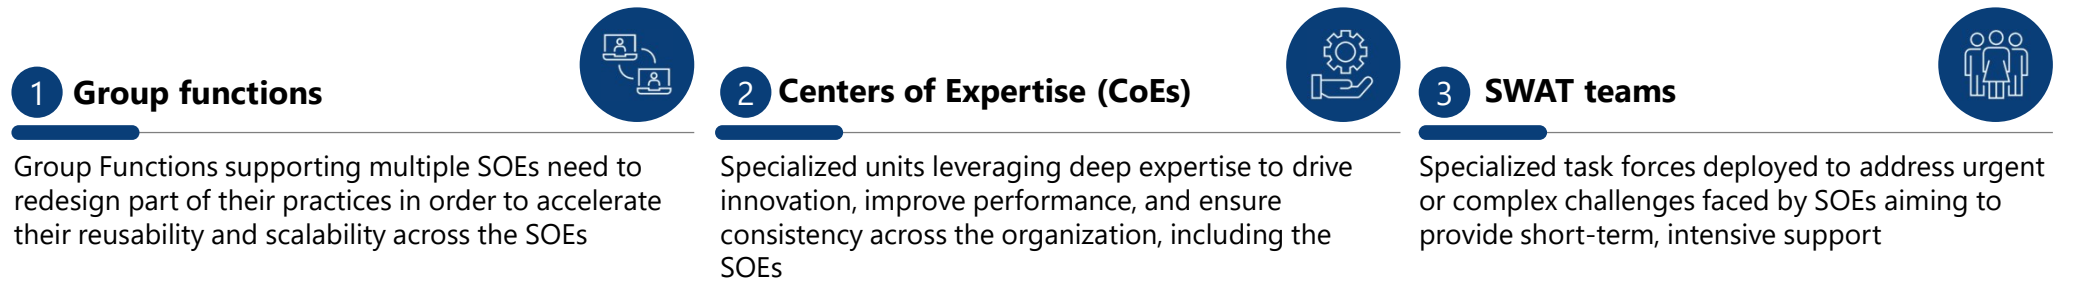 1 Group functions
Group Functions supporting multiple SOEs need to
redesign part of their practices in order to accelerate
their reusability and scalability across the SOEs
2 Centers of Expertise (CoEs)
Specialized units leveraging deep expertise to drive
innovation, improve performance, and ensure
consistency across the organization, including the
SOEs
3 SWAT teams
Specialized task forces deployed to address urgent
or complex challenges faced by SOEs aiming to
provide short-term, intensive support